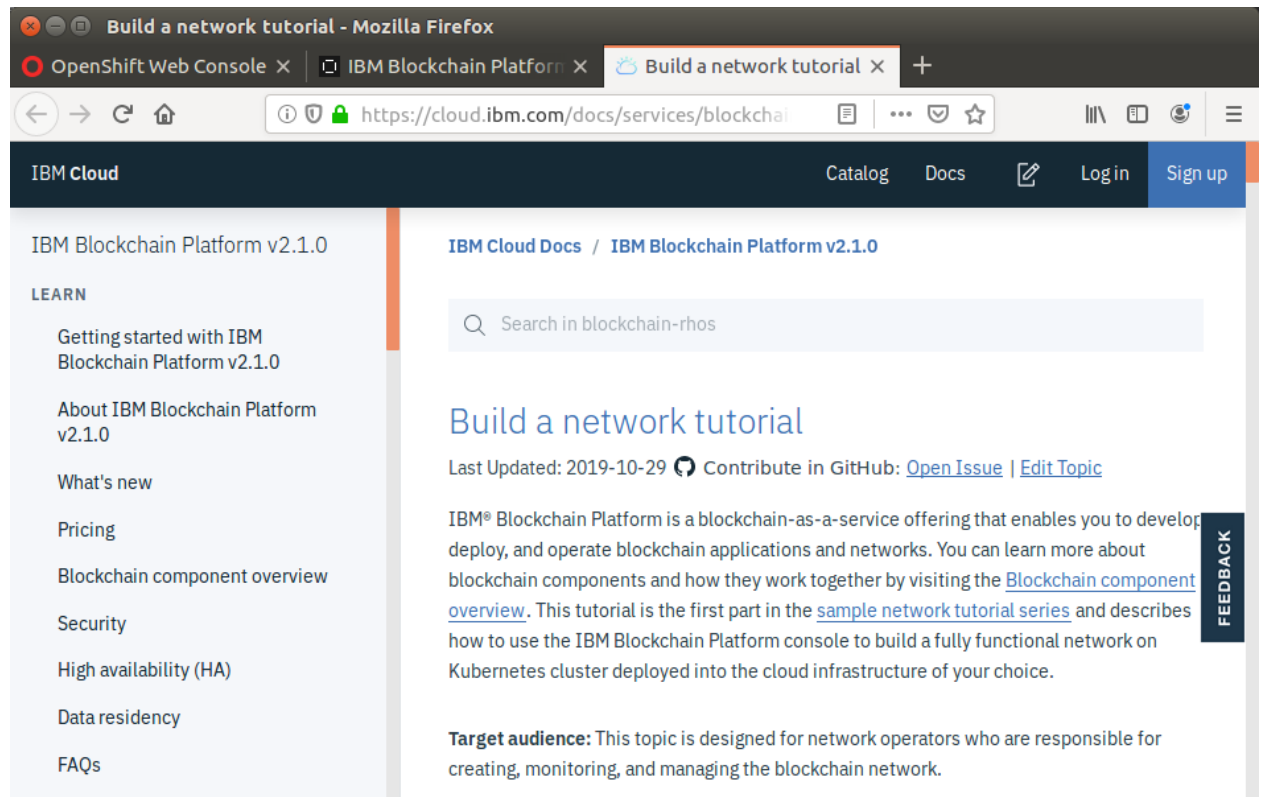 Build a network tutorial - Mozilla Firefox
OpenShift Web Console
IBM Blockchain Platform
Build a network tutorial
https://cloud.ibm.com/docs/services/blockchai
IBM Cloud
Catalog
Docs
Log in
Sign up
IBM Blockchain Platform v2.1.0
LEARN
Getting started with IBM
Blockchain Platform v2.1.0
About IBM Blockchain Platform
v2.1.0
What's new
Pricing
Blockchain component overview
Security
High availability (HA)
Data residency
FAQs
IBM Cloud Docs / IBM Blockchain Platform v2.1.0
Search in blockchain-rhos
Build a network tutorial
Last Updated: 2019-10-29 Contribute in GitHub: Open Issue | Edit Topic
IBM® Blockchain Platform is a blockchain-as-a-service offering that enables you to develop
deploy, and operate blockchain applications and networks. You can learn more about
blockchain components and how they work together by visiting the Blockchain component
overview. This tutorial is the first part in the sample network tutorial series and describes
how to use the IBM Blockchain Platform console to build a fully functional network on
Kubernetes cluster deployed into the cloud infrastructure of your choice.
Target audience: This topic is designed for network operators who are responsible for
creating, monitoring, and managing the blockchain network.
FEEDBACK